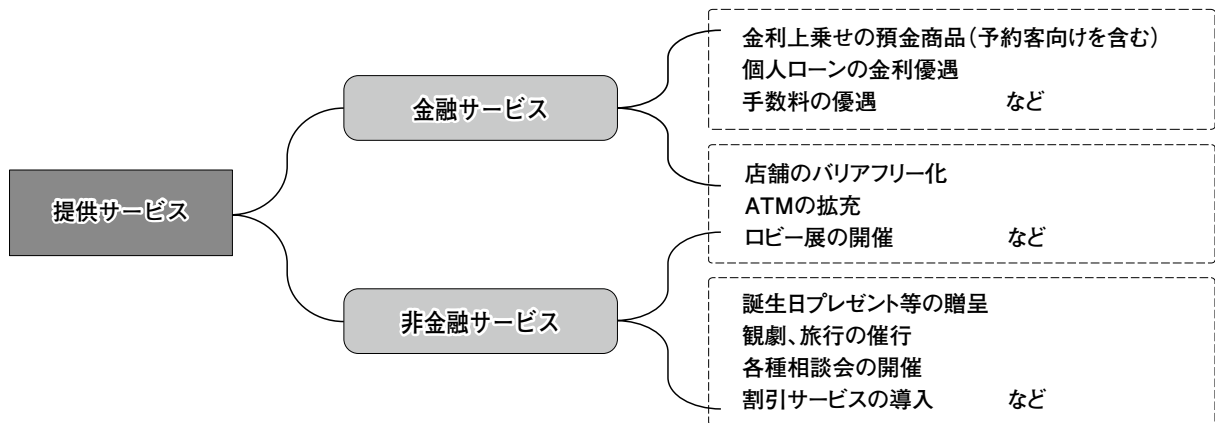 提供サービス
金融サービス
非金融サービス
金利上乗せの預金商品（予約客向けを含む）
個人ローンの金利優遇
手数料の優遇 など
店舗のバリアフリー化
ATMの拡充
ロビー展の開催 など
誕生日プレゼント等の贈呈
観劇、旅行の催行
各種相談会の開催
割引サービスの導入 など